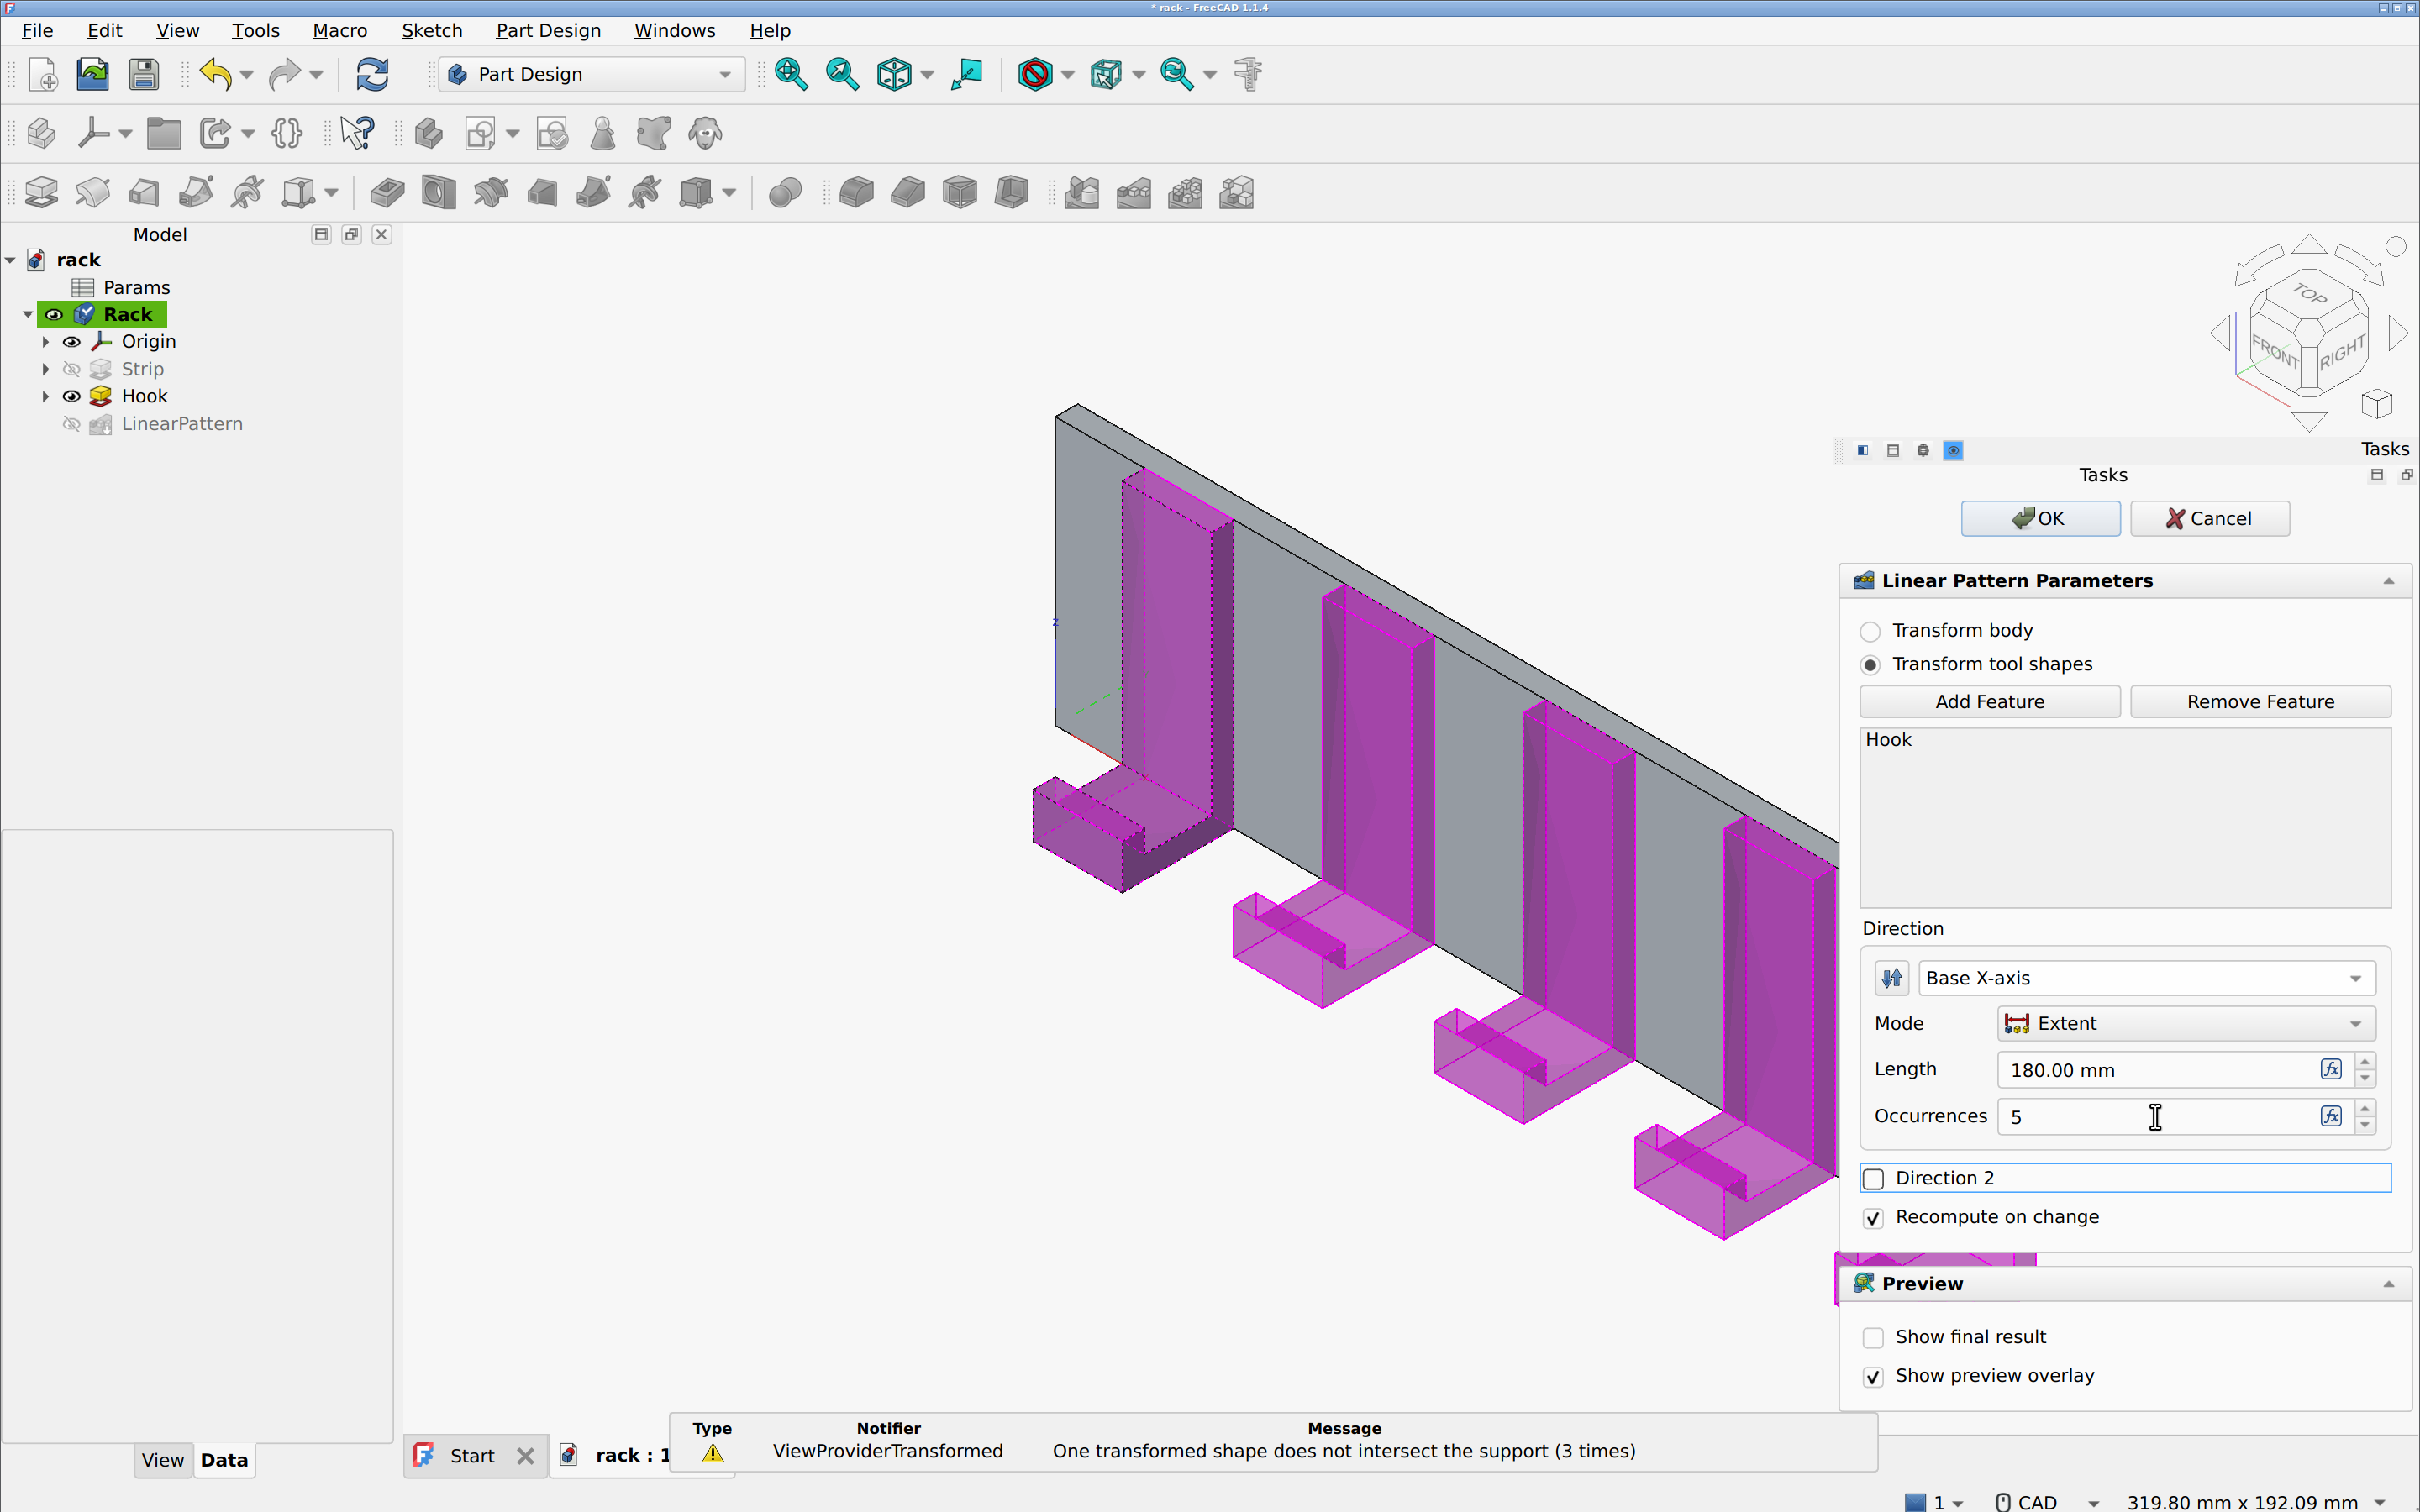 * rack - FreeCAD 1.1.4
File Edit View Tools Macro Sketch Part Design Windows Help
Part Design
Model
rack
Params
Rack
Origin
Strip
Hook
LinearPattern
z
TOP
FRONT
RIGHT
Tasks
Tasks
OK
Cancel
Linear Pattern Parameters
Transform body
Transform tool shapes
Add Feature
Remove Feature
Hook
Direction
Base X-axis
Mode
Extent
Length
180.00 mm
Occurrences
5
Direction 2
Recompute on change
Preview
Show final result
Show preview overlay
View
Data
Start
rack : 1
Type Notifier Message
ViewProviderTransformed One transformed shape does not intersect the support (3 times)
1
CAD
319.80 mm x 192.09 mm